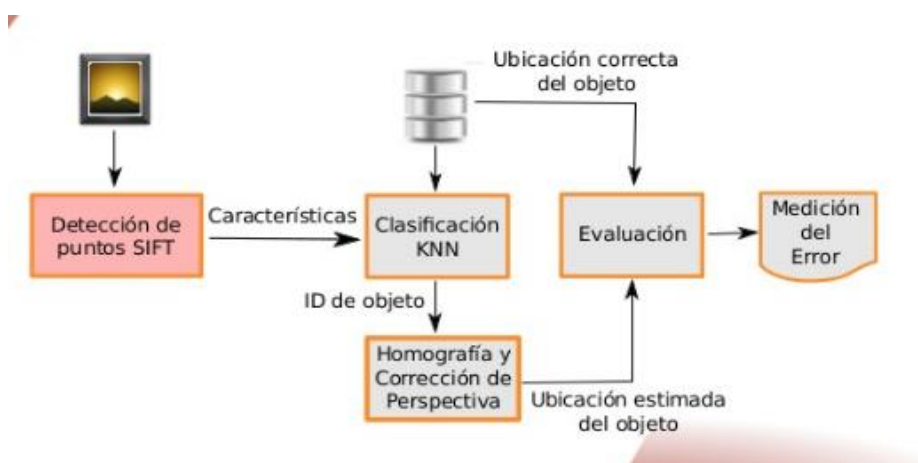 Ubicación correcta
del objeto
Detección de
puntos SIFT
Características
Clasificación
KNN
Evaluación
Medición
del
Error
ID de objeto
Homografía y
Corrección de
Perspectiva
Ubicación estimada
del objeto